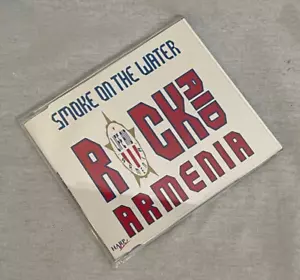 SMOKE ON THE WATER
ROCK AID
ARMENIA